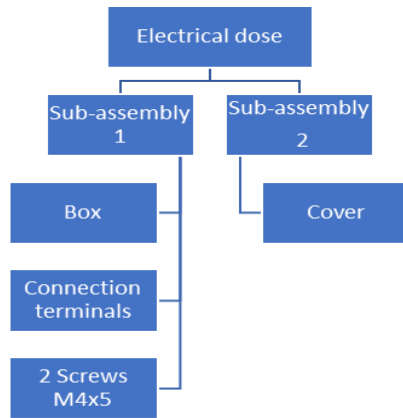 Electrical dose
Sub-assembly
1
Sub-assembly
2
Box
Cover
Connection
terminals
2 Screws
M4x5